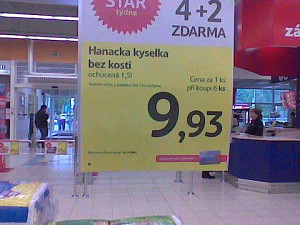 STAR
týdne
4+2
ZDARMA
Hanacka kyselka
bez kosti
ochucená 1,5l
Cena za 1 ks
při koupi 6 ks
9,93
zá